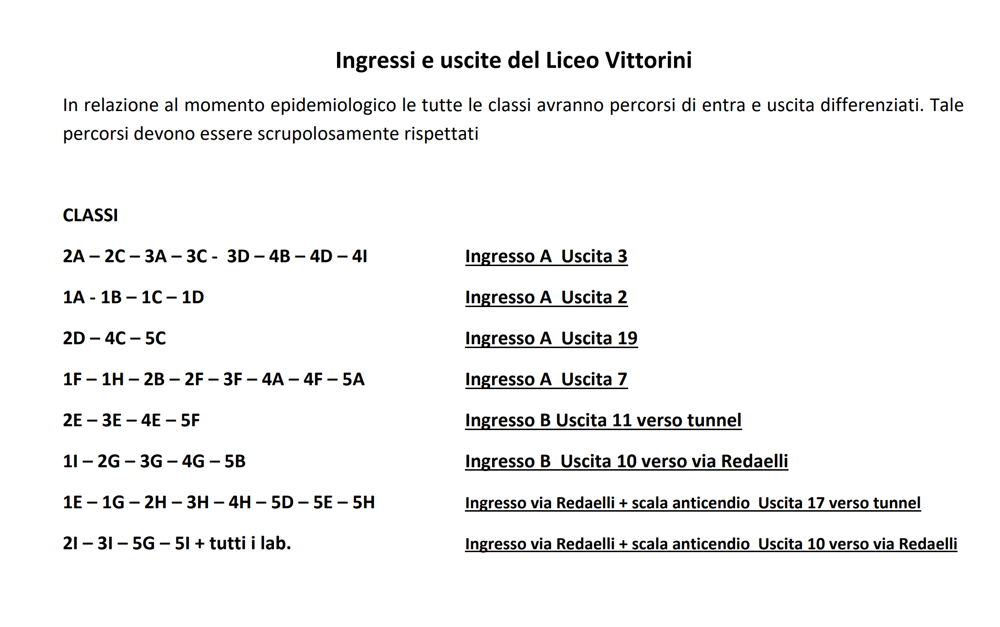 Ingressi e uscite del Liceo Vittorini
In relazione al momento epidemiologico le tutte le classi avranno percorsi di entra e uscita differenziati. Tale
percorsi devono essere scrupolosamente rispettati
CLASSI
2A – 2C – 3A – 3C -  3D – 4B – 4D – 4I Ingresso A  Uscita 3
1A - 1B – 1C – 1D Ingresso A  Uscita 2
2D – 4C – 5C Ingresso A  Uscita 19
1F – 1H – 2B – 2F – 3F – 4A – 4F – 5A Ingresso A  Uscita 7
2E – 3E – 4E – 5F Ingresso B Uscita 11 verso tunnel
1I – 2G – 3G – 4G – 5B Ingresso B  Uscita 10 verso via Redaelli
1E – 1G – 2H – 3H – 4H – 5D – 5E – 5H Ingresso via Redaelli + scala anticendio  Uscita 17 verso tunnel
2I – 3I – 5G – 5I + tutti i lab. Ingresso via Redaelli + scala anticendio  Uscita 10 verso via Redaelli